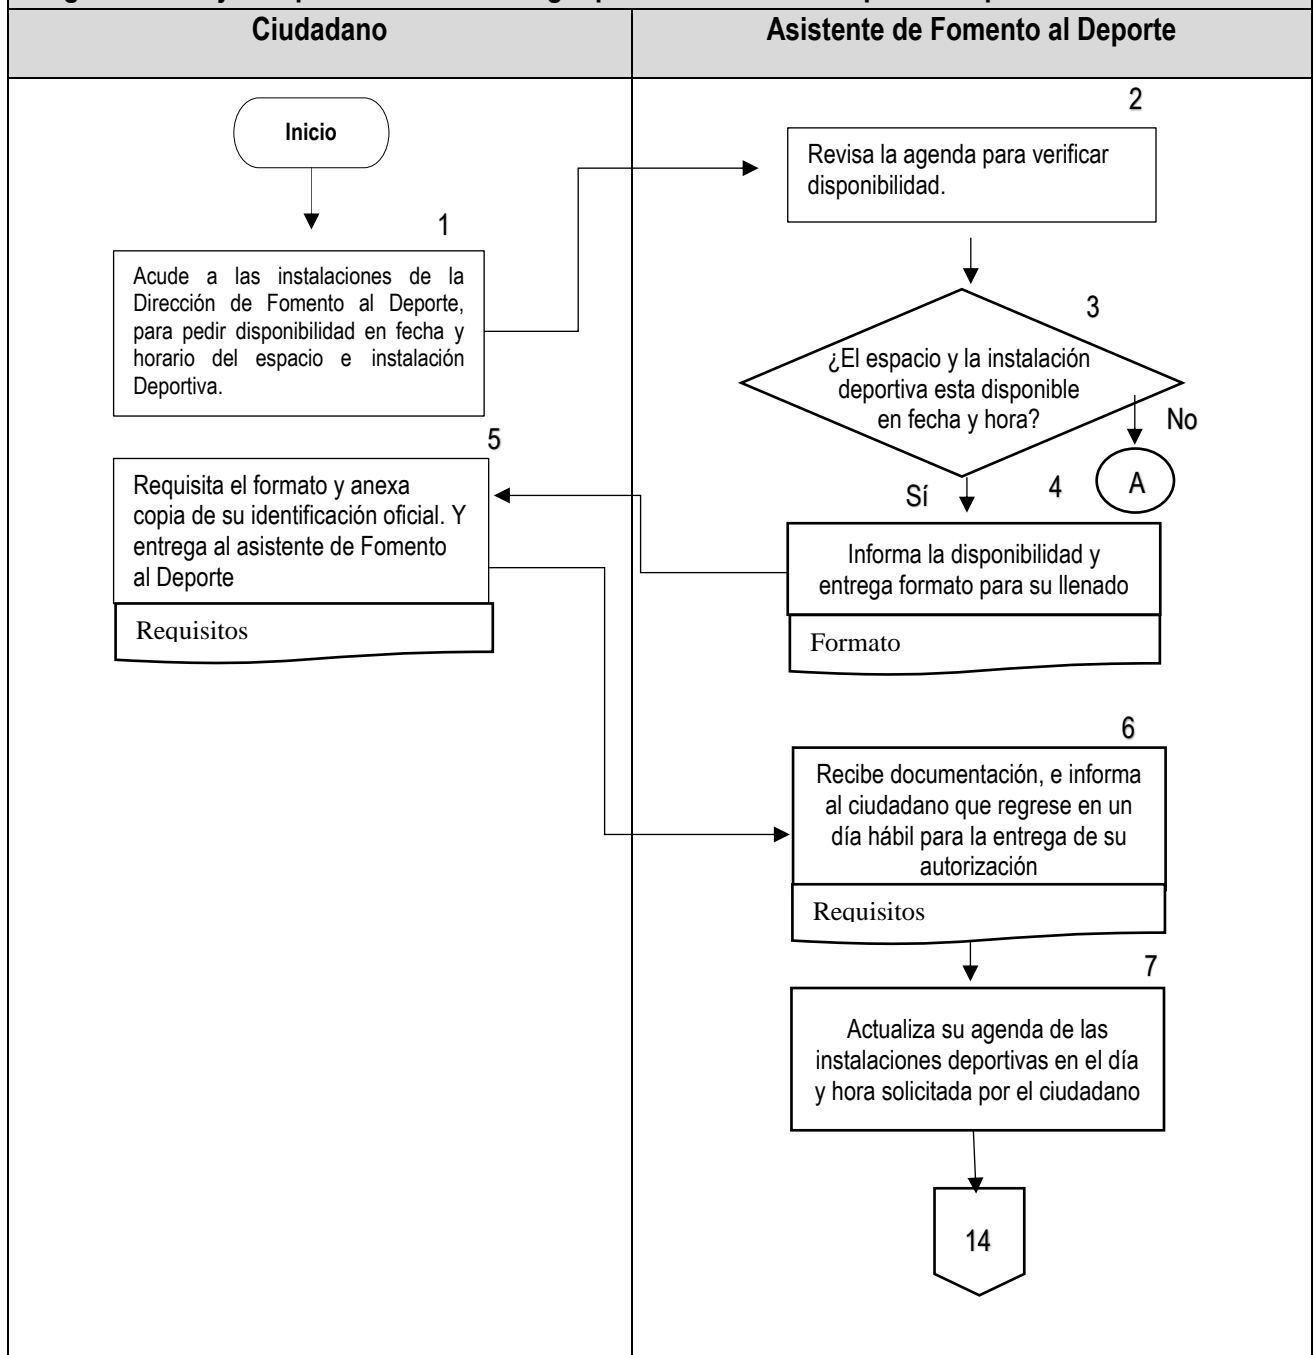 Ciudadano
Asistente de Fomento al Deporte
Inicio
1
Acude a las instalaciones de la
Dirección de Fomento al Deporte,
para pedir disponibilidad en fecha y
horario del espacio e instalación
Deportiva.
2
Revisa la agenda para verificar
disponibilidad.
3
¿El espacio y la instalación
deportiva esta disponible
en fecha y hora?
No
A
Sí
4
Informa la disponibilidad y
entrega formato para su llenado
Formato
5
Requisita el formato y anexa
copia de su identificación oficial. Y
entrega al asistente de Fomento
al Deporte
Requisitos
6
Recibe documentación, e informa
al ciudadano que regrese en un
día hábil para la entrega de su
autorización
Requisitos
7
Actualiza su agenda de las
instalaciones deportivas en el día
y hora solicitada por el ciudadano
14